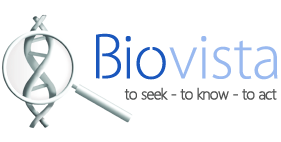 Biovista
to seek - to know - to act